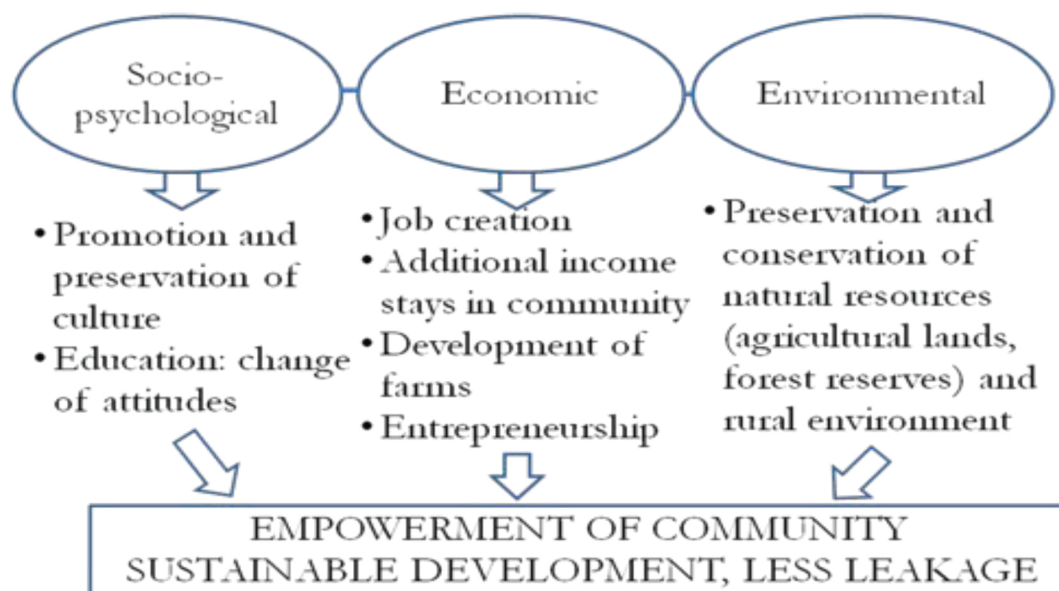 Socio-
psychological
Economic
Environmental
• Promotion and
preservation of
culture
• Education: change
of attitudes
• Job creation
• Additional income
stays in community
• Development of
farms
• Entrepreneurship
• Preservation and
conservation of
natural resources
(agricultural lands,
forest reserves) and
rural environment
EMPOWERMENT OF COMMUNITY
SUSTAINABLE DEVELOPMENT, LESS LEAKAGE